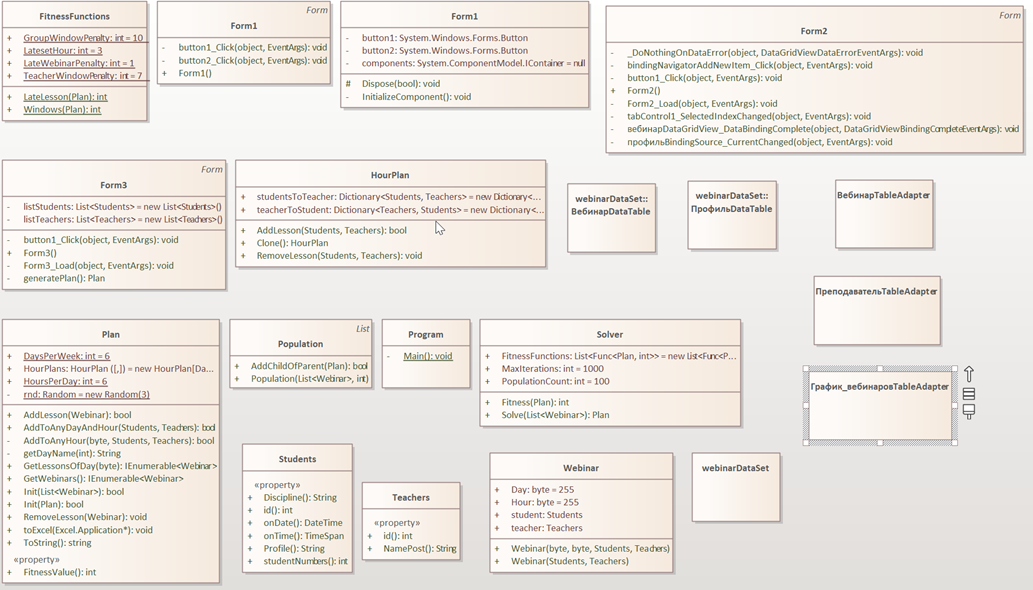 FitnessFunctions
+ GroupWindowPenalty: int = 10
+ LatesetHour: int = 3
+ LateWebinarPenalty: int = 1
+ TeacherWindowPenalty: int = 7
+ LateLesson(Plan): int
+ Windows(Plan): int
Form
Form1
- button1_Click(object, EventArgs): void
- button2_Click(object, EventArgs): void
+ Form1()
Form1
- button1: System.Windows.Forms.Button
- button2: System.Windows.Forms.Button
- components: System.ComponentModel.IContainer = null
# Dispose(bool): void
- InitializeComponent(): void
Form
Form2
- _DoNothingOnDataError(object, DataGridViewDataErrorEventArgs): void
- bindingNavigatorAddNewItem_Click(object, EventArgs): void
- button1_Click(object, EventArgs): void
+ Form2()
- Form2_Load(object, EventArgs): void
- tabControl1_SelectedIndexChanged(object, EventArgs): void
- вебинарDataGridView_DataBindingComplete(object, DataGridViewBindingCompleteEventArgs): void
- профильBindingSource_CurrentChanged(object, EventArgs): void
Form
Form3
- listStudents: List<Students> = new List<Students>()
- listTeachers: List<Teachers> = new List<Teachers>()
- button1_Click(object, EventArgs): void
+ Form3()
- Form3_Load(object, EventArgs): void
- generatePlan(): Plan
HourPlan
+ studentsToTeacher: Dictionary<Students, Teachers> = new Dictionary<...
+ teacherToStudent: Dictionary<Teachers, Students> = new Dictionary<...
+ AddLesson(Students, Teachers): bool
+ Clone(): HourPlan
+ RemoveLesson(Students, Teachers): void
webinarDataSet::
ВебинарDataTable
webinarDataSet::
ПрофильDataTable
ВебинарTableAdapter
ПреподавательTableAdapter
График_вебинаровTableAdapter
Plan
+ DaysPerWeek: int = 6
+ HourPlans: HourPlan ([,]) = new HourPlan[Da...
+ HoursPerDay: int = 6
- rnd: Random = new Random(3)
+ AddLesson(Webinar): bool
+ AddToAnyDayAndHour(Students, Teachers): bool
- AddToAnyHour(byte, Students, Teachers): bool
- getDayName(int): String
+ GetLessonsOfDay(byte): IEnumerable<Webinar>
+ GetWebinars(): IEnumerable<Webinar>
+ Init(List<Webinar>): bool
+ Init(Plan): bool
+ RemoveLesson(Webinar): void
+ toExcel(Excel.Application*): void
+ ToString(): string
«property»
+ FitnessValue(): int
List
Population
+ AddChildOfParent(Plan): bool
+ Population(List<Webinar>, int)
Program
- Main(): void
Solver
+ FitnessFunctions: List<Func<Plan, int>> = new List<Func<P...
+ MaxIterations: int = 1000
+ PopulationCount: int = 100
+ Fitness(Plan): int
+ Solve(List<Webinar>): Plan
Students
«property»
+ Discipline(): String
+ id(): int
+ onDate(): DateTime
+ onTime(): TimeSpan
+ Profile(): String
+ studentNumbers(): int
Teachers
«property»
+ id(): int
+ NamePost(): String
Webinar
+ Day: byte = 255
+ Hour: byte = 255
+ student: Students
+ teacher: Teachers
+ Webinar(byte, byte, Students, Teachers)
+ Webinar(Students, Teachers)
webinarDataSet